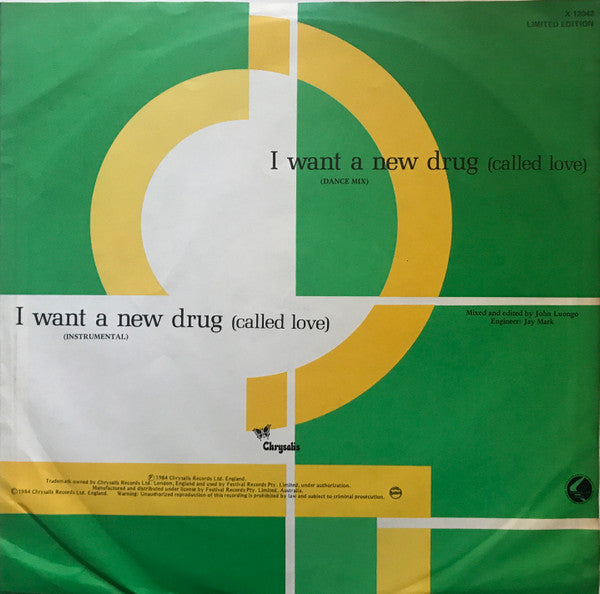 X 13043
LIMITED EDITION
I want a new drug (called love)
(DANCE MIX)
I want a new drug (called love)
(INSTRUMENTAL)
Mixed and edited by John Luongo
Engineer: Jay Mark
Chrysalis
Ⓟ1984 Chrysalis Records Ltd. England.
Trademark owned by Chrysalis Records Ltd. London, England and used by Festival Records Pty. Limited, under authorization.
Manufactured and distributed under license by Festival Records Pty. Limited, Australia.
©1984 Chrysalis Records Ltd. England. Warning: Unauthorized reproduction of this recording is prohibited by law and subject to criminal prosecution.